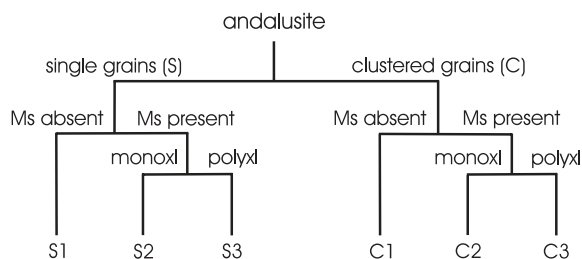 andalusite
single grains (S) clustered grains (C)
Ms absent Ms present Ms absent Ms present
monoxl polyxl monoxl polyxl
S1 S2 S3 C1 C2 C3